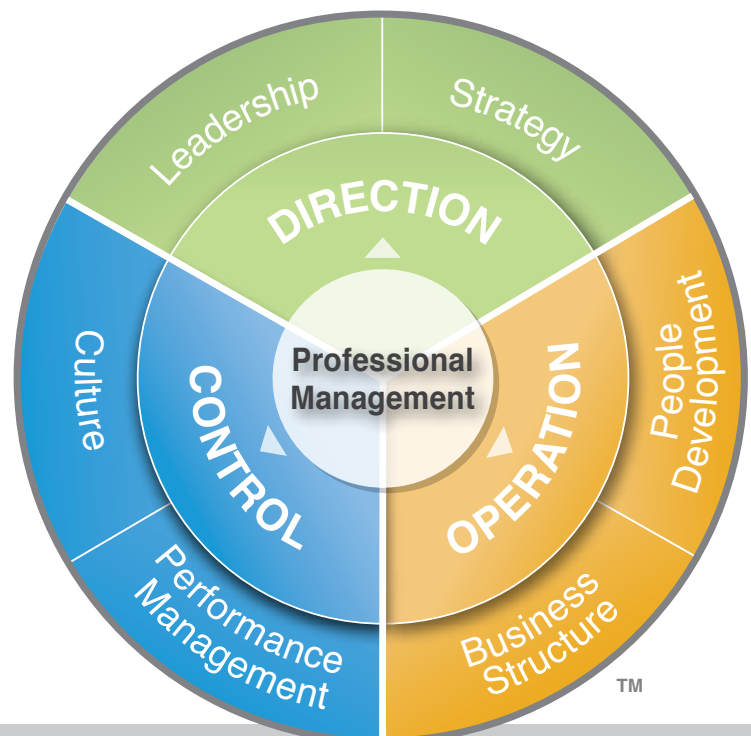 Leadership
Strategy
DIRECTION
Professional
Management
CONTROL
OPERATION
Culture
People
Development
Performance
Management
Business
Structure
TM